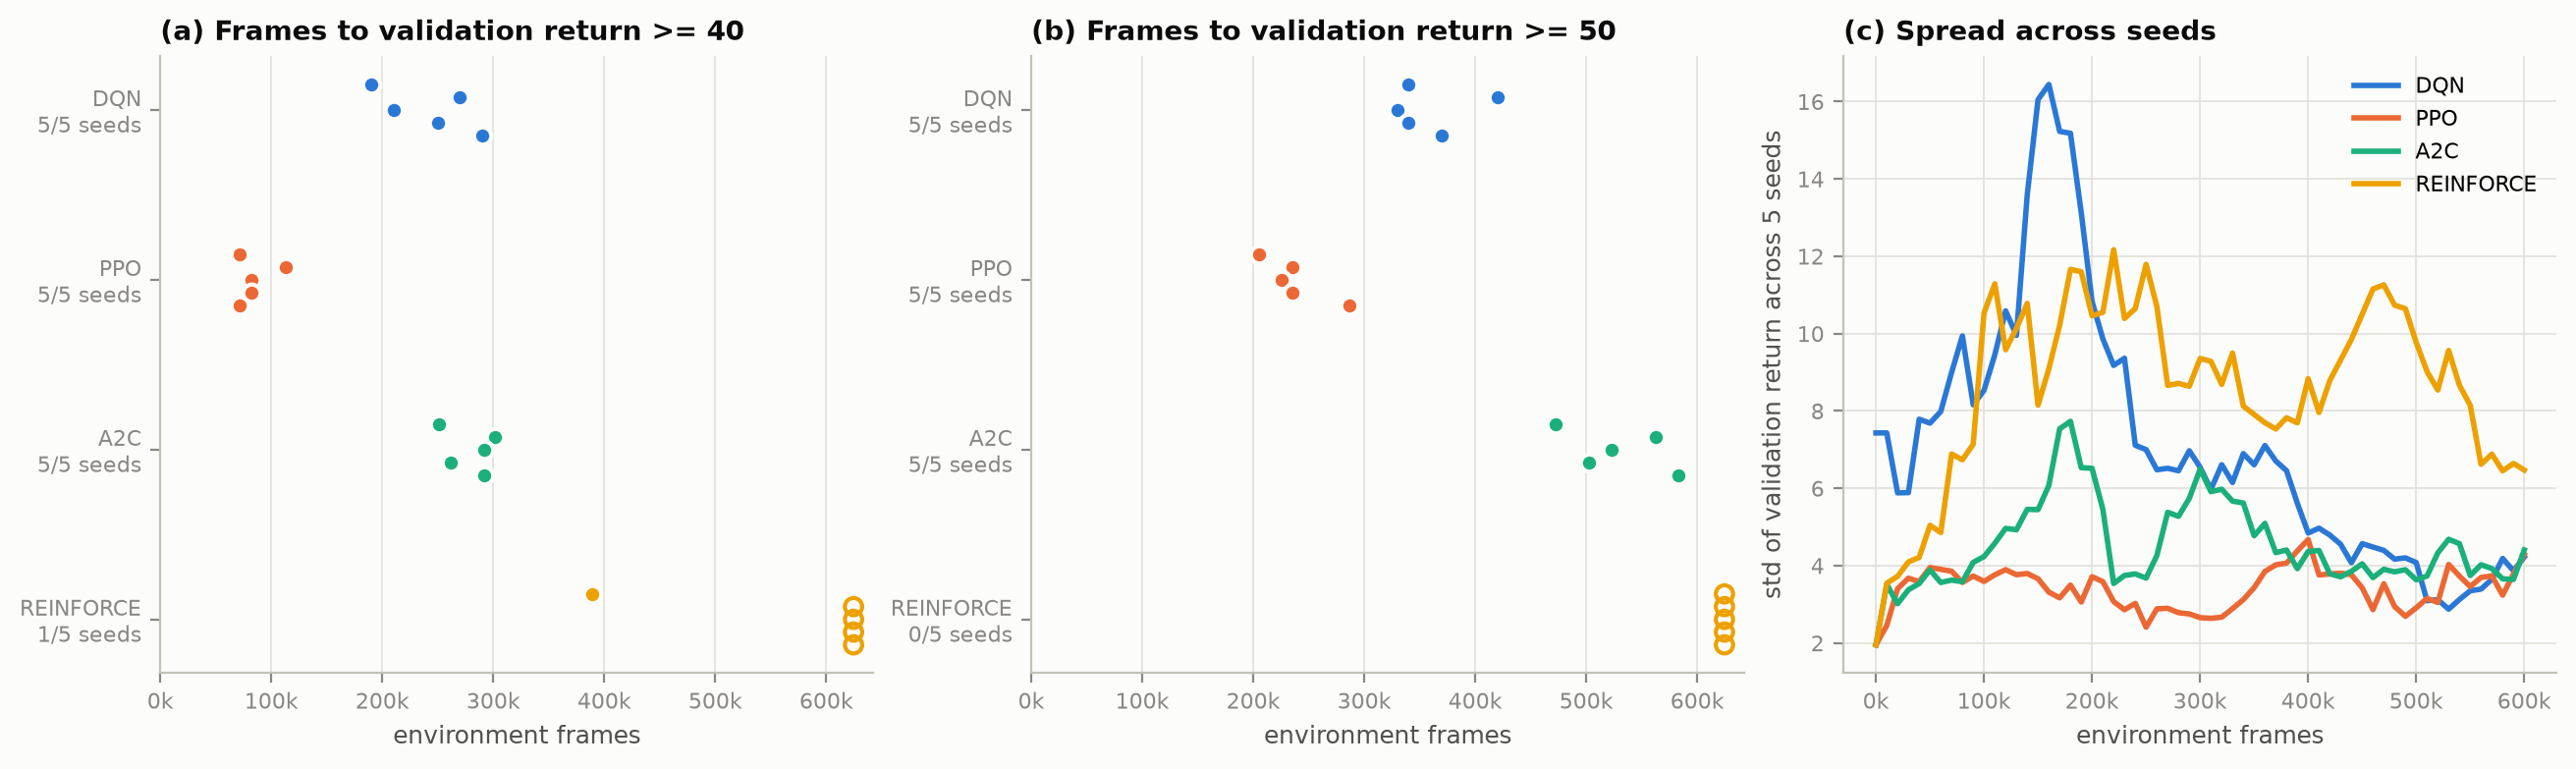 (a) Frames to validation return >= 40
DQN
5/5 seeds
PPO
5/5 seeds
A2C
5/5 seeds
REINFORCE
1/5 seeds
0k 100k 200k 300k 400k 500k 600k
environment frames
(b) Frames to validation return >= 50
DQN
5/5 seeds
PPO
5/5 seeds
A2C
5/5 seeds
REINFORCE
0/5 seeds
0k 100k 200k 300k 400k 500k 600k
environment frames
(c) Spread across seeds
std of validation return across 5 seeds
16
14
12
10
8
6
4
2
DQN
PPO
A2C
REINFORCE
0k 100k 200k 300k 400k 500k 600k
environment frames